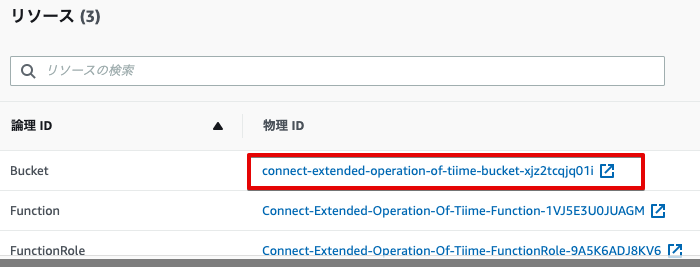 リソース (3)
リソースの検索
論理 ID 物理 ID
Bucket connect-extended-operation-of-tiime-bucket-xjz2tcqjq01i
Function Connect-Extended-Operation-Of-Tiime-Function-1VJ5E3U0JUAGM
FunctionRole Connect-Extended-Operation-Of-Tiime-FunctionRole-9A5K6ADJ8KV6